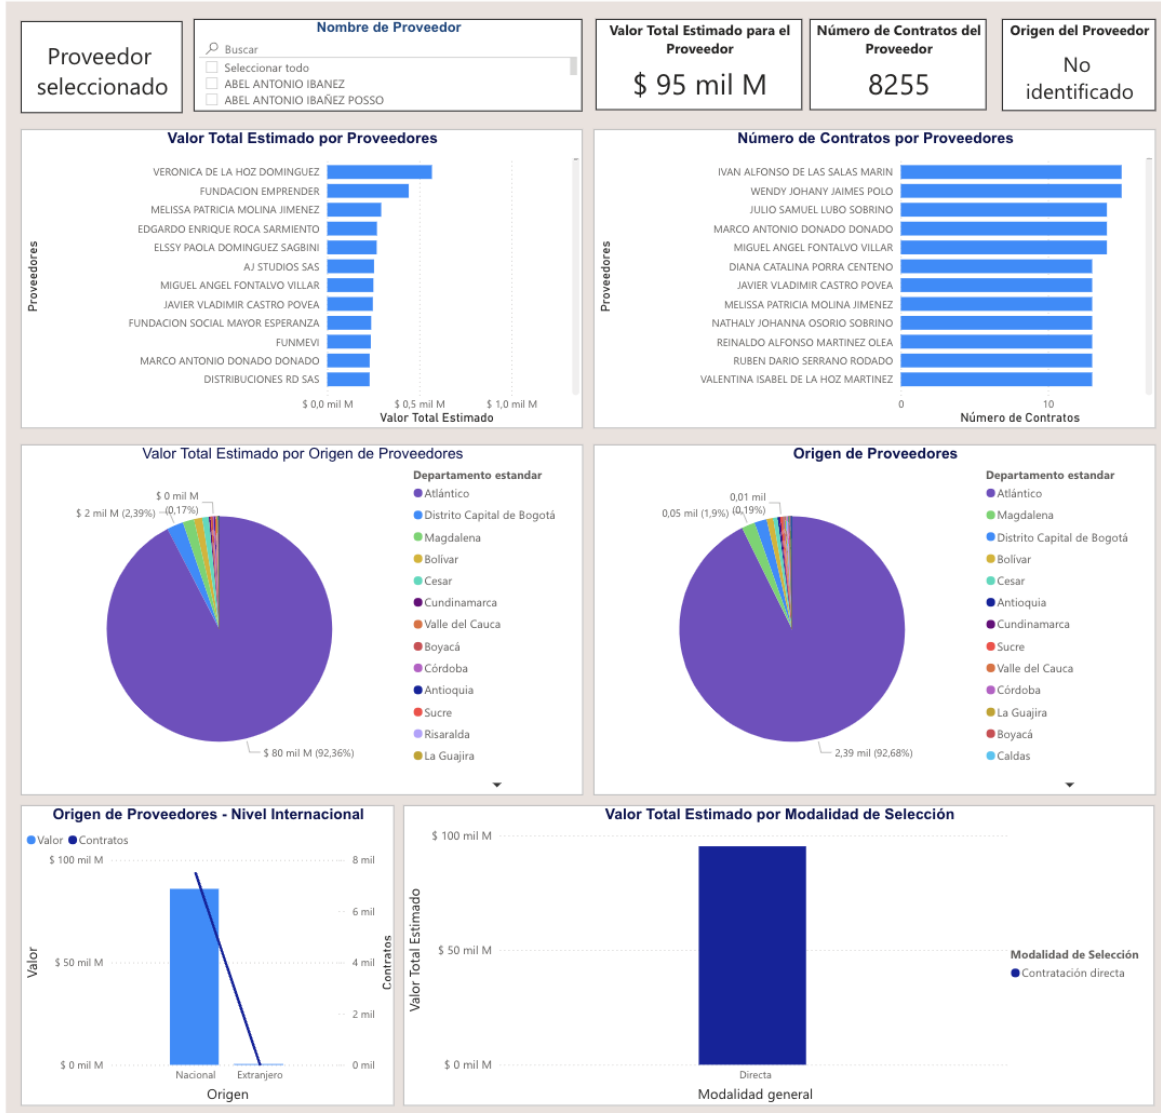 Proveedor
seleccionado
Nombre de Proveedor
Buscar
Seleccionar todo
ABEL ANTONIO IBANEZ
ABEL ANTONIO IBAÑEZ POSSO
Valor Total Estimado para el
Proveedor
$ 95 mil M
Número de Contratos del
Proveedor
8255
Origen del Proveedor
No
identificado
Valor Total Estimado por Proveedores
Proveedores
VERONICA DE LA HOZ DOMINGUEZ
FUNDACION EMPRENDER
MELISSA PATRICIA MOLINA JIMENEZ
EDGARDO ENRIQUE ROCA SARMIENTO
ELSSY PAOLA DOMINGUEZ SAGBINI
AJ STUDIOS SAS
MIGUEL ANGEL FONTALVO VILLAR
JAVIER VLADIMIR CASTRO POVEA
FUNDACION SOCIAL MAYOR ESPERANZA
FUNMEVI
MARCO ANTONIO DONADO DONADO
DISTRIBUCIONES RD SAS
$ 0,0 mil M $ 0,5 mil M $ 1,0 mil M
Valor Total Estimado
Número de Contratos por Proveedores
Proveedores
IVAN ALFONSO DE LAS SALAS MARIN
WENDY JOHANY JAIMES POLO
JULIO SAMUEL LUBO SOBRINO
MARCO ANTONIO DONADO DONADO
MIGUEL ANGEL FONTALVO VILLAR
DIANA CATALINA PORRA CENTENO
JAVIER VLADIMIR CASTRO POVEA
MELISSA PATRICIA MOLINA JIMENEZ
NATHALY JOHANNA OSORIO SOBRINO
REINALDO ALFONSO MARTINEZ OLEA
RUBEN DARIO SERRANO RODADO
VALENTINA ISABEL DE LA HOZ MARTINEZ
0 10
Número de Contratos
Valor Total Estimado por Origen de Proveedores
$ 0 mil M
(0,17%)
$ 2 mil M (2,39%)
$ 80 mil M (92,36%)
Departamento estandar
Atlántico
Distrito Capital de Bogotá
Magdalena
Bolívar
Cesar
Cundinamarca
Valle del Cauca
Boyacá
Córdoba
Antioquia
Sucre
Risaralda
La Guajira
Origen de Proveedores
0,01 mil
(0,19%)
0,05 mil (1,9%)
2,39 mil (92,68%)
Departamento estandar
Atlántico
Magdalena
Distrito Capital de Bogotá
Bolívar
Cesar
Antioquia
Cundinamarca
Sucre
Valle del Cauca
Córdoba
La Guajira
Boyacá
Caldas
Origen de Proveedores - Nivel Internacional
Valor Contratos
Valor
$ 100 mil M
$ 50 mil M
$ 0 mil M
8 mil
6 mil
4 mil
2 mil
0 mil
Contratos
Nacional Extranjero
Origen
Valor Total Estimado por Modalidad de Selección
Valor Total Estimado
$ 100 mil M
$ 50 mil M
$ 0 mil M
Directa
Modalidad general
Modalidad de Selección
Contratación directa